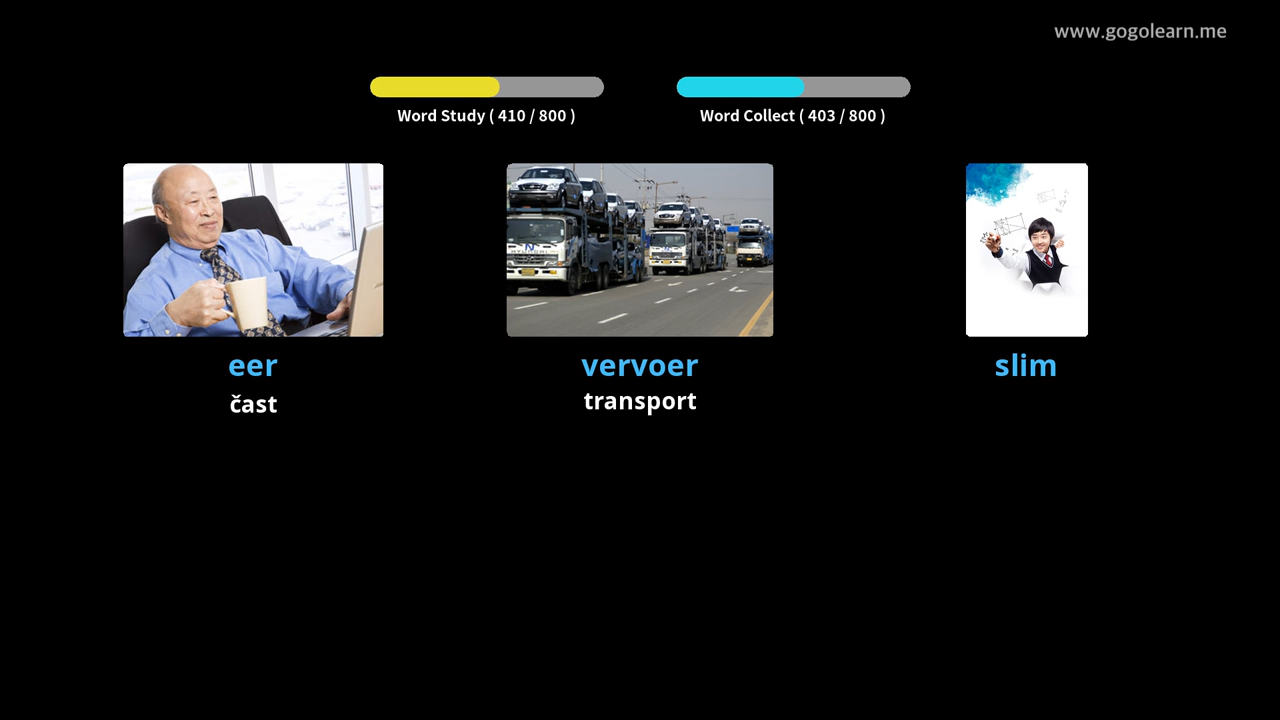 www.gogolearn.me
Word Study ( 410 / 800 )
Word Collect ( 403 / 800 )
eer
vervoer
slim
čast
transport